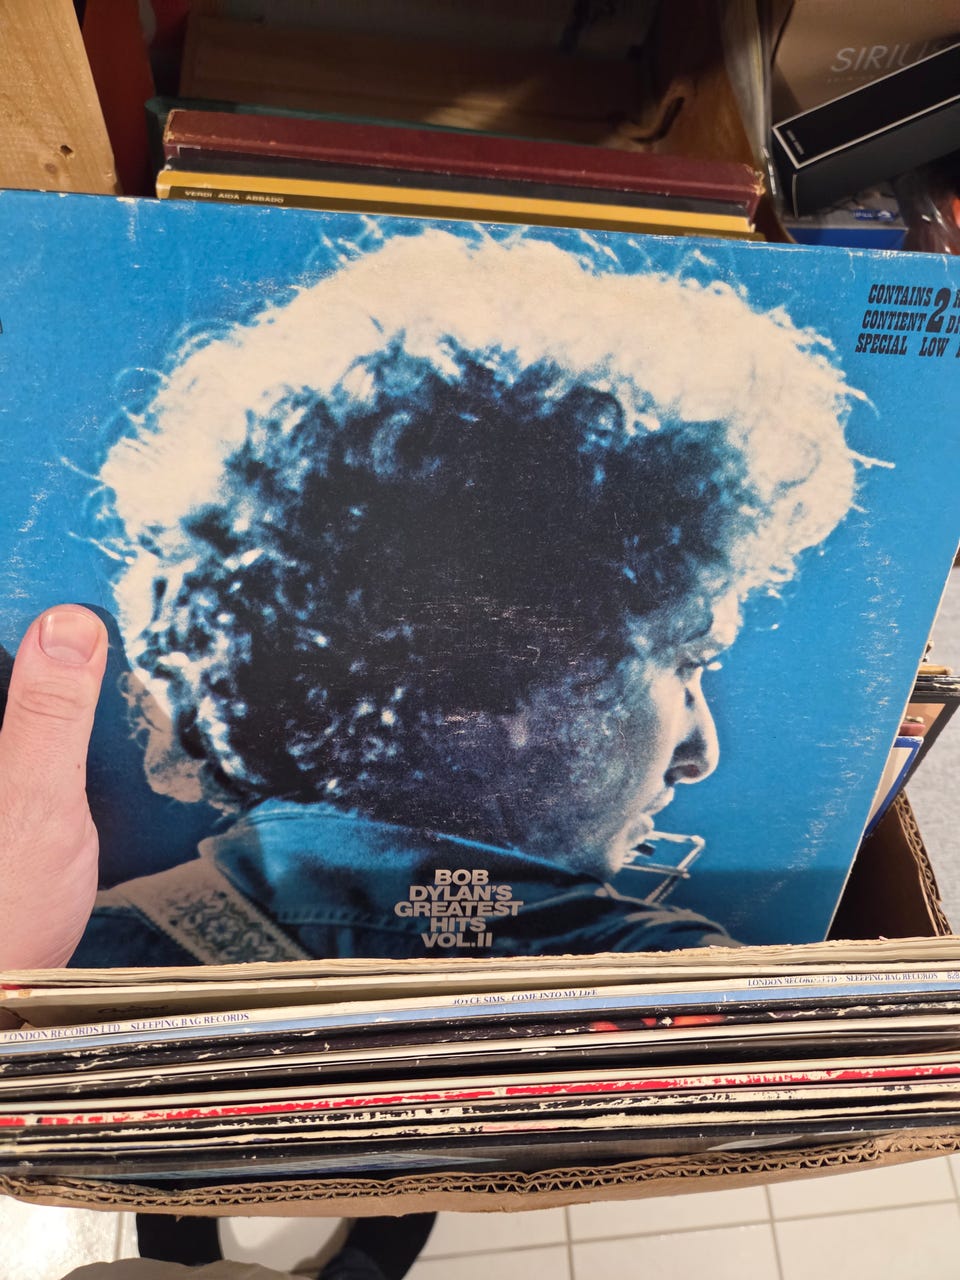 SIRIU
VERDI AIDA ABBADO
CONTAINS 2
CONTIENT
SPECIAL LOW
BOB
DYLAN'S
GREATEST
HITS
VOL.II
LONDON RECORDS LTD SLEEPING BAG RECORDS
JOYCE SIMS · COME INTO MY LIFE
LONDON RECORDS LTD · SLEEPING BAG RECORDS 828